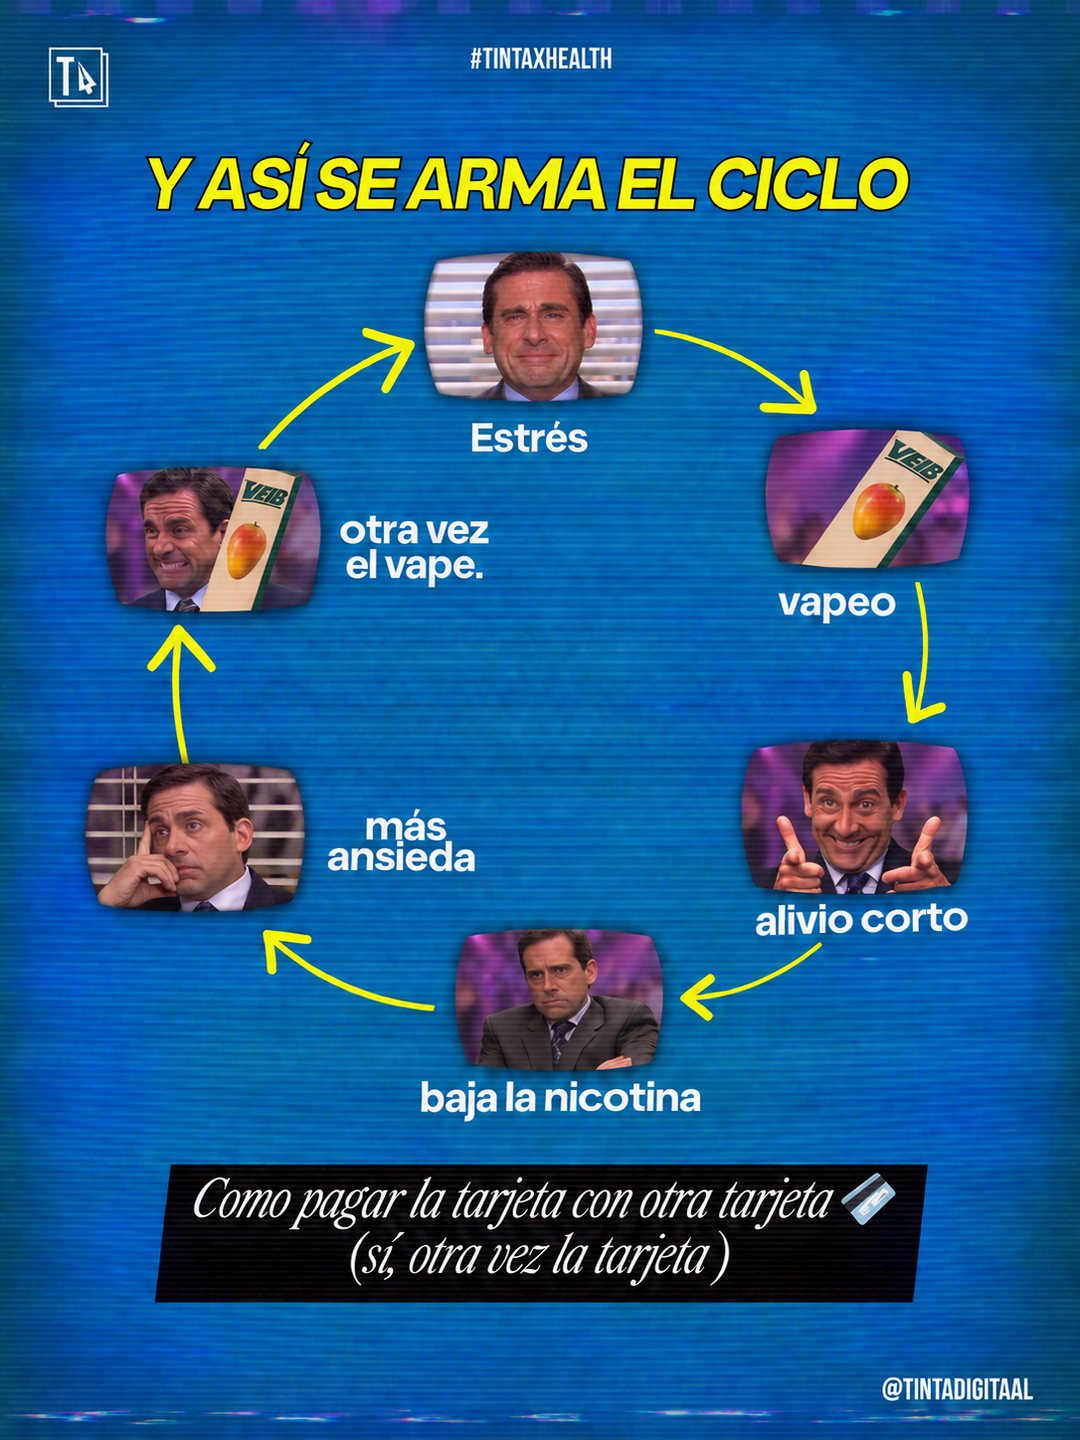 #TINTAXHEALTH
T
Y ASÍ SE ARMA EL CICLO
Estrés
VEIB
vapeo
alivio corto
baja la nicotina
más
ansieda
VEIB
otra vez
el vape.
Como pagar la tarjeta con otra tarjeta
(sí, otra vez la tarjeta )
@TINTADIGITAAL